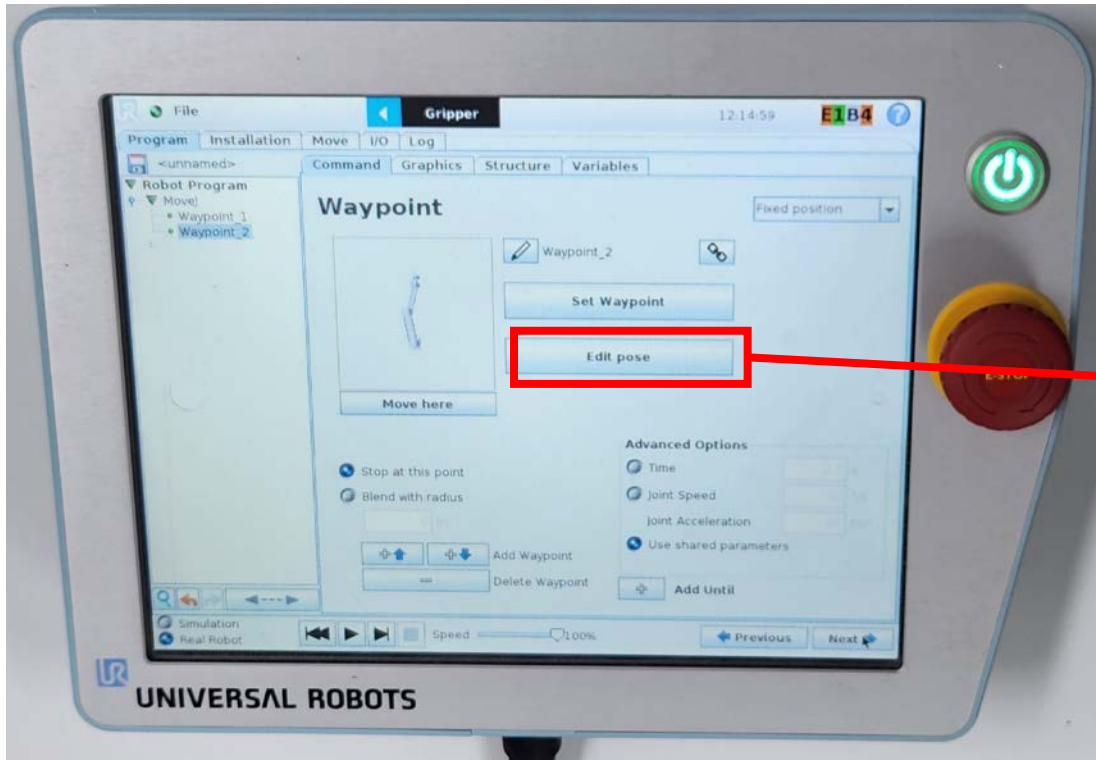 File
Gripper
12:14:59
E1B4
?
Program Installation Move I/O Log
<unnamed>
Command Graphics Structure Variables
Robot Program
MoveJ
Waypoint_1
Waypoint_2
Waypoint
Fixed position
Waypoint_2
Set Waypoint
Edit pose
Move here
Stop at this point
Blend with radius
Advanced Options
Time
Joint Speed
Joint Acceleration
Use shared parameters
Add Waypoint
Delete Waypoint
Add Until
Simulation
Real Robot
Speed 100%
Previous Next
UR
UNIVERSAL ROBOTS
E-STOP